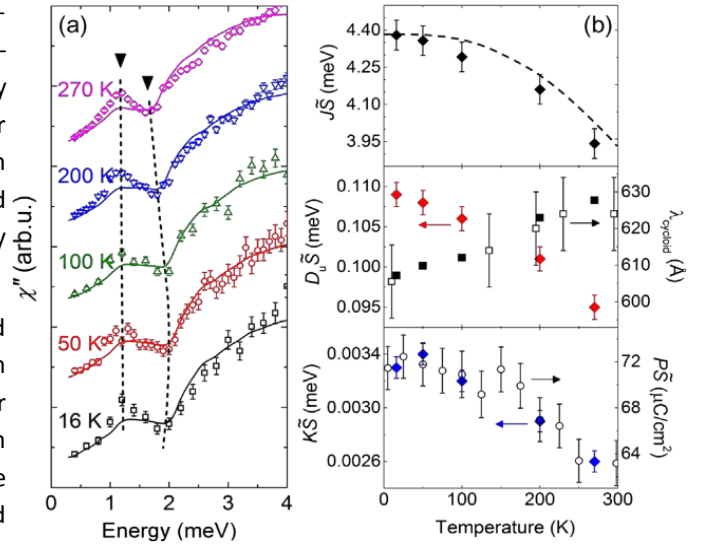 (a)
270 K
200 K
100 K
50 K
16 K
χ″ (arb.u.)
0 1 2 3 4
Energy (meV)
(b)
4.40
4.25
4.10
3.95
JS̃ (meV)
0.110
0.105
0.100
0.095
DᵤS̃ (meV)
630
620
610
600
λcycloid (Å)
0.0034
0.0030
0.0026
KS̃ (meV)
72
68
64
PS̃ (μC/cm²)
0 100 200 300
Temperature (K)